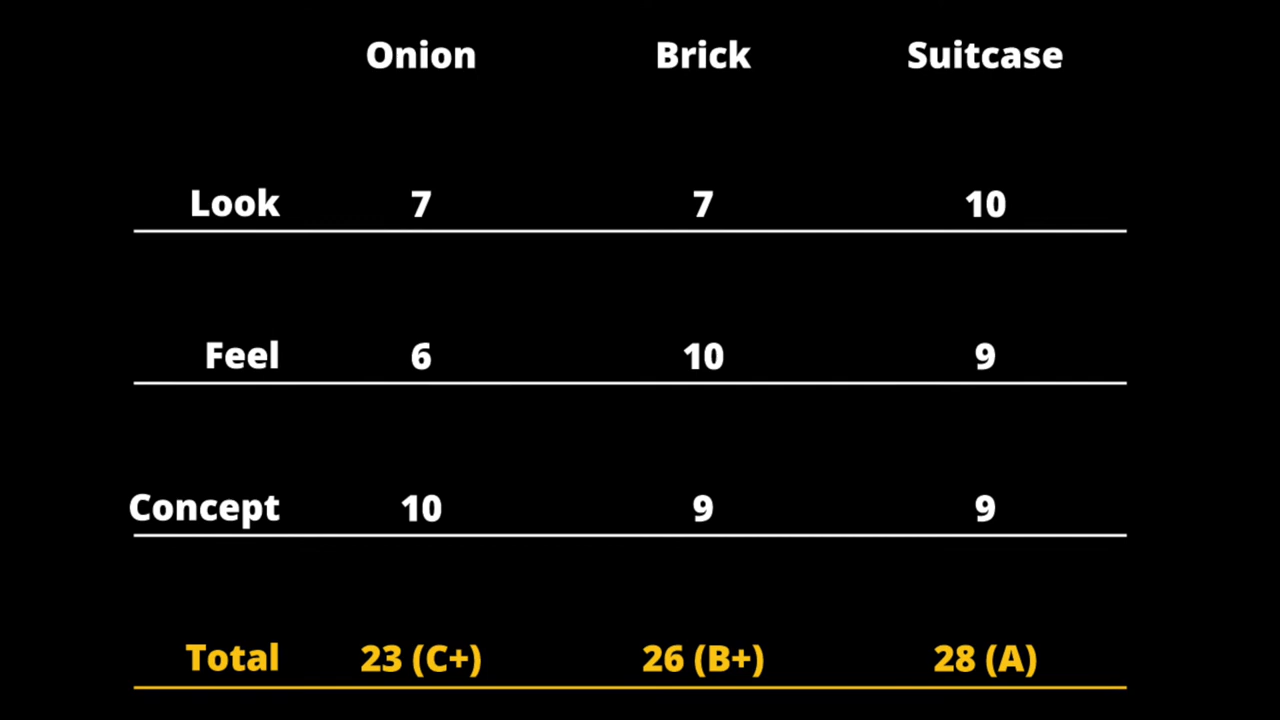 Onion Brick Suitcase
Look 7 7 10
Feel 6 10 9
Concept 10 9 9
Total 23 (C+) 26 (B+) 28 (A)